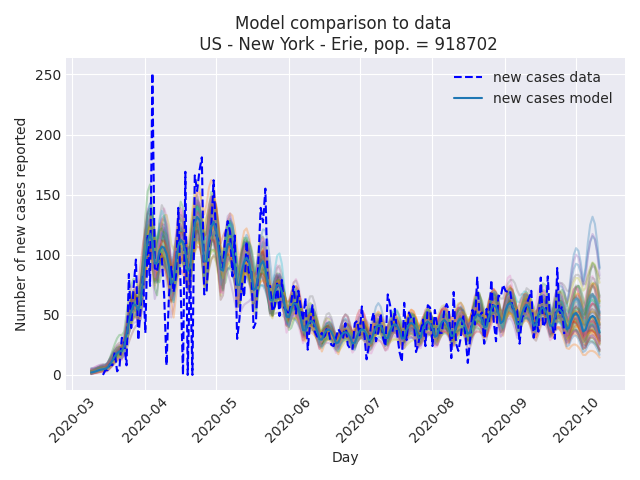 Model comparison to data
US - New York - Erie, pop. = 918702
new cases data
new cases model
Number of new cases reported
250
200
150
100
50
0
2020-03
2020-04
2020-05
2020-06
2020-07
2020-08
2020-09
2020-10
Day